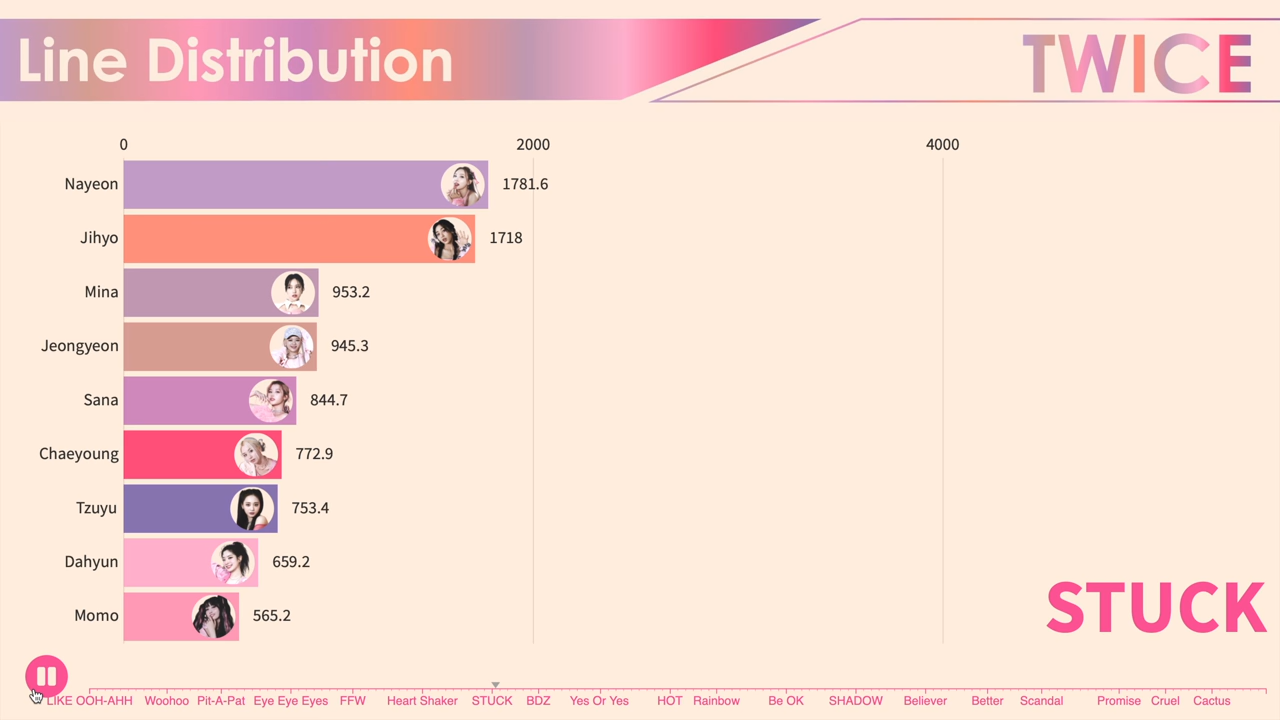 Line Distribution
TWICE
0 2000 4000
Nayeon 1781.6
Jihyo 1718
Mina 953.2
Jeongyeon 945.3
Sana 844.7
Chaeyoung 772.9
Tzuyu 753.4
Dahyun 659.2
Momo 565.2
STUCK
LIKE OOH-AHH Woohoo Pit-A-Pat Eye Eye Eyes FFW Heart Shaker STUCK BDZ Yes Or Yes HOT Rainbow Be OK SHADOW Believer Better Scandal Promise Cruel Cactus